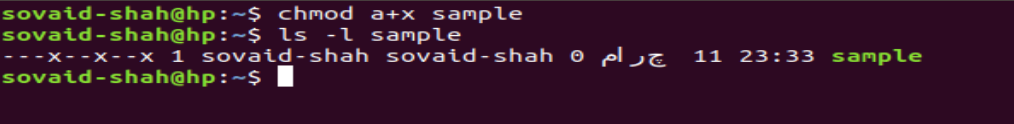 sovaid-shah@hp:~$ chmod a+x sample
sovaid-shah@hp:~$ ls -l sample
---x--x--x 1 sovaid-shah sovaid-shah 0 چرام 11 23:33 sample
sovaid-shah@hp:~$